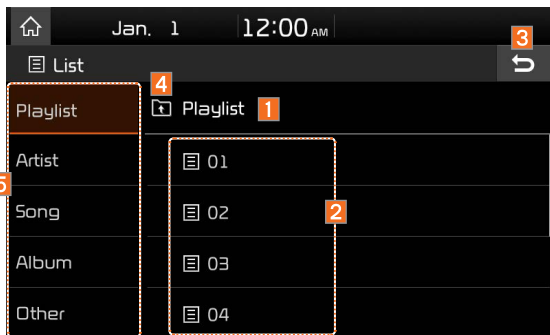 Jan. 1 12:00 AM
3
List
4
Playlist
Playlist 1
Artist
01
5
Song
02
2
Album
03
Other
04